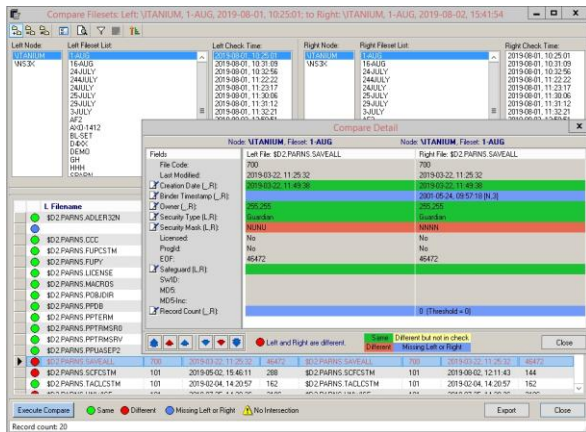 Compare Filesets: Left: \ITANIUM, 1-AUG, 2019-08-01, 10:25:01; to Right: \ITANIUM, 1-AUG, 2019-08-02, 15:41:54
Left Node: Left Fileset List: Left Check Time: Right Node: Right Fileset List: Right Check Time:
\ITANIUM 1-AUG 2019-08-01, 10:25:01 \ITANIUM 1-AUG 2019-08-01, 10:25:01
\NS3X 16-AUG 2019-08-01, 10:31:09 \NS3X 16-AUG 2019-08-01, 10:31:09
24-JULY 2019-08-01, 10:32:56 24-JULY 2019-08-01, 10:32:56
244JULY 2019-08-01, 11:22:22 244JULY 2019-08-01, 11:22:22
24JULY 2019-08-01, 11:23:17 24JULY 2019-08-01, 11:23:17
25-JULY 2019-08-01, 11:30:06 25-JULY 2019-08-01, 11:30:06
29-JULY 2019-08-01, 11:31:12 29-JULY 2019-08-01, 11:31:12
3-JULY 2019-08-01, 11:32:21 3-JULY 2019-08-01, 11:32:21
AF2
AXD-1412
BL-SET
D4XX
DEMO
GH
HHH
Compare Detail
Node: \ITANIUM, Fileset: 1-AUG Node: \ITANIUM, Fileset: 1-AUG
Fields Left File: $D2.PARNS.SAVEALL Right File: $D2.PARNS.SAVEALL
File Code: 700 700
Last Modified: 2019-03-22, 11:25:32 2019-03-22, 11:25:32
Creation Date (_,R): 2019-03-22, 11:49:38 2019-03-22, 11:49:38
Binder Timestamp (_,R): 2001-05-24, 09:57:18 [N,3]
Owner (_,R): 255,255 255,255
Security Type (L,R): Guardian Guardian
Security Mask (L,R): NUNU NNNN
Licensed: No No
ProgId: No No
EOF: 46472 46472
Safeguard (L,R):
SWID:
MD5:
MD5-Inc:
Record Count (_,R): 0 (Threshold = 0)
Left and Right are different. Same Different but not in check Different Missing Left or Right Close
L Filename
$D2.PARNS.ADLER32N
$D2.PARNS.CCC
$D2.PARNS.FUPCSTM
$D2.PARNS.FUPV
$D2.PARNS.LICENSE
$D2.PARNS.MACROS
$D2.PARNS.POBJDIR
$D2.PARNS.PPTERM
$D2.PARNS.PPTRMSR0
$D2.PARNS.PPTRMSRV
$D2.PARNS.PPUASEP2
$D2.PARNS.RPDB
$D2.PARNS.SAVEALL 700 2019-03-22, 11:25:32 46472 $D2.PARNS.SAVEALL 700 2019-03-22, 11:25:32 46472
$D2.PARNS.SCFCSTM 101 2019-05-02, 15:46:11 288 $D2.PARNS.SCFCSTM 101 2019-08-02, 12:11:43 144
$D2.PARNS.TACLCSTM 101 2019-02-04, 14:20:57 162 $D2.PARNS.TACLCSTM 101 2019-02-04, 14:20:57 162
Execute Compare Same Different Missing Left or Right No Intersection Export Close
Record count: 20